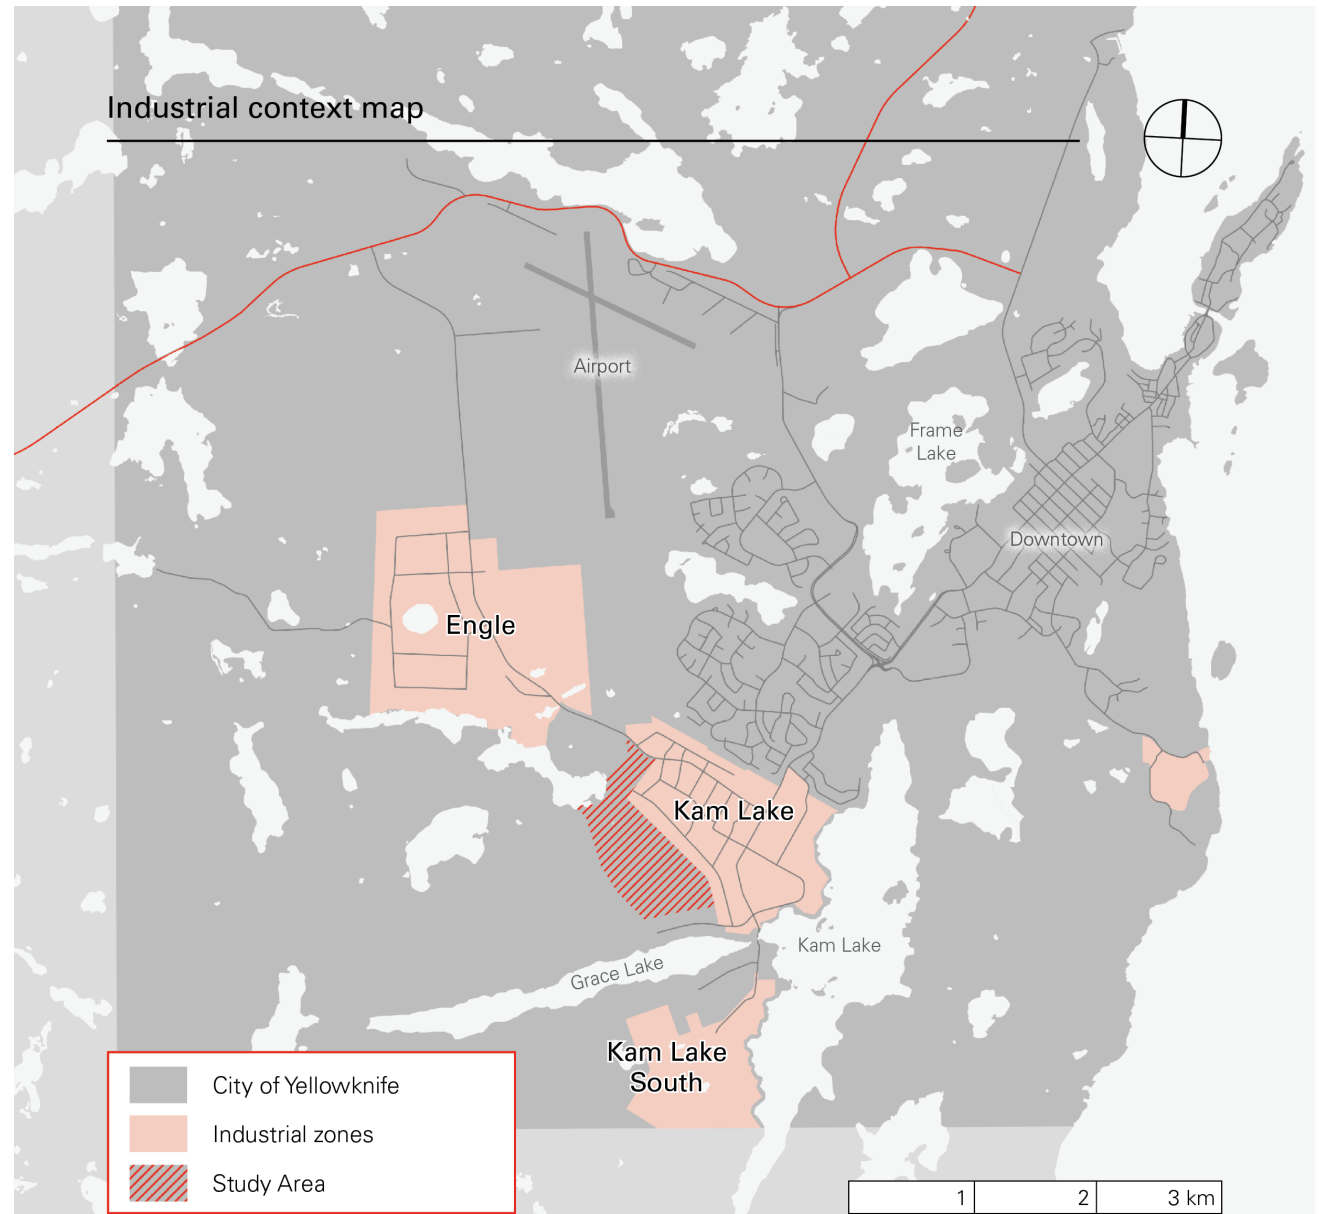 Industrial context map
Airport
Frame
Lake
Downtown
Engle
Kam Lake
Kam Lake
Grace Lake
Kam Lake
South
City of Yellowknife
Industrial zones
Study Area
1 2 3 km